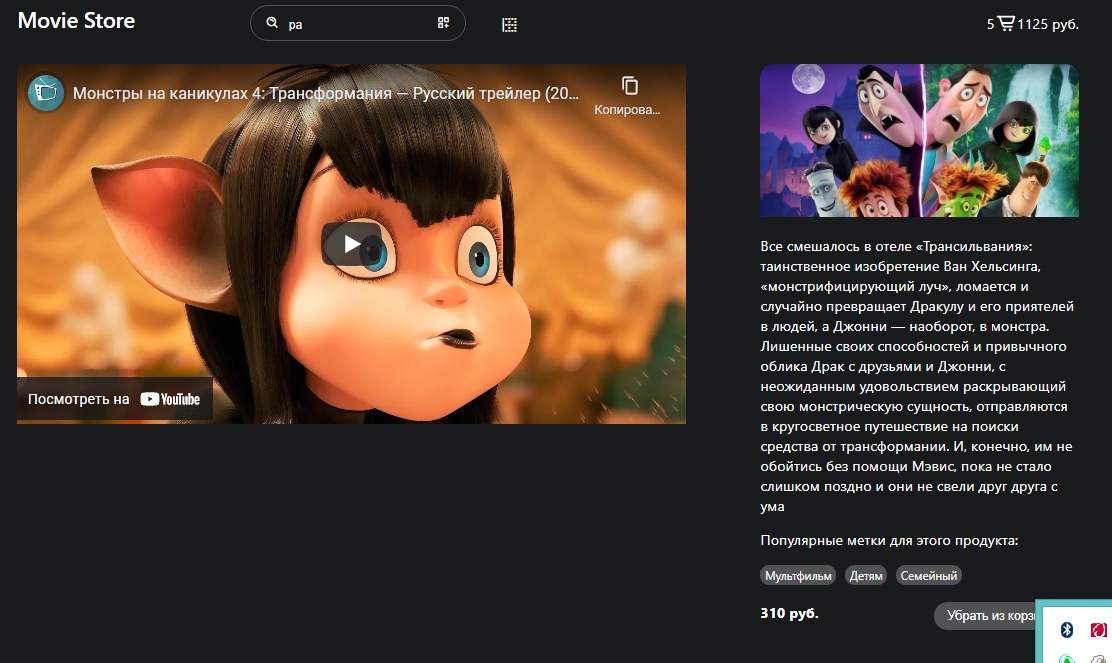 Movie Store
ра
5 1125 руб.
Монстры на каникулах 4: Трансформания — Русский трейлер (20...
Копирова...
Посмотреть на YouTube
Все смешалось в отеле «Трансильвания»:
таинственное изобретение Ван Хельсинга,
«монстрифицирующий луч», ломается и
случайно превращает Дракулу и его приятелей
в людей, а Джонни — наоборот, в монстра.
Лишенные своих способностей и привычного
облика Драк с друзьями и Джонни, с
неожиданным удовольствием раскрывающий
свою монстрическую сущность, отправляются
в кругосветное путешествие на поиски
средства от трансформании. И, конечно, им не
обойтись без помощи Мэвис, пока не стало
слишком поздно и они не свели друг друга с
ума
Популярные метки для этого продукта:
Мультфильм Детям Семейный
310 руб.
Убрать из корз